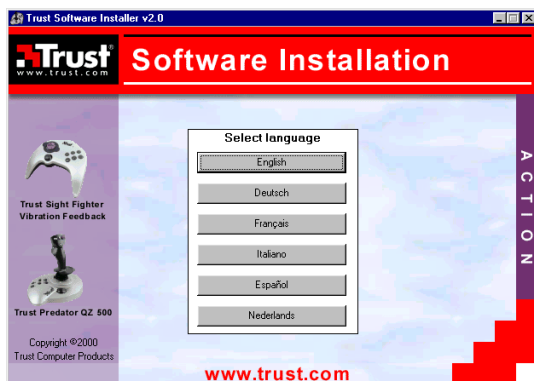 Trust Software Installer v2.0
Trust®
www.trust.com
Software Installation
Select language
English
Deutsch
Français
Italiano
Español
Nederlands
Trust Sight Fighter
Vibration Feedback
Trust Predator QZ 500
Copyright ©2000
Trust Computer Products
ACTION
www.trust.com